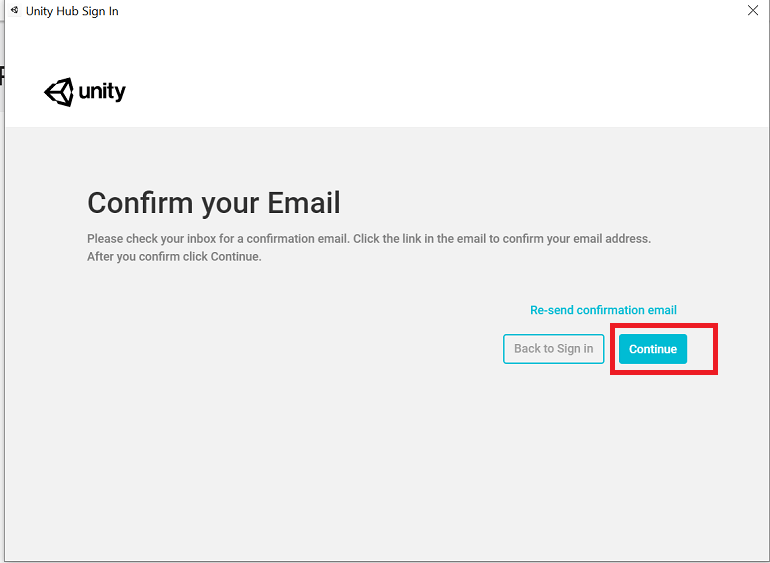 Unity Hub Sign In
unity
Confirm your Email
Please check your inbox for a confirmation email. Click the link in the email to confirm your email address.
After you confirm click Continue.
Re-send confirmation email
Back to Sign in
Continue